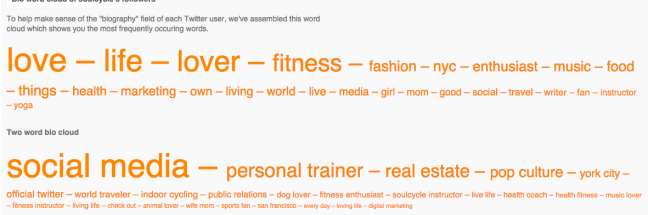 Bio word cloud of soulcycle's followers
To help make sense of the "biography" field of each Twitter user, we've assembled this word
cloud which shows you the most frequently occuring words.
love – life – lover – fitness – fashion – nyc – enthusiast – music – food
– things – health – marketing – own – living – world – live – media – girl – mom – good – social – travel – writer – fan – instructor
– yoga
Two word bio cloud
social media – personal trainer – real estate – pop culture – york city –
official twitter – world traveler – indoor cycling – public relations – dog lover – fitness enthusiast – soulcycle instructor – live life – health coach – health fitness – music lover
– fitness instructor – living life – check out – animal lover – wife mom – sports fan – san francisco – every day – loving life – digital marketing